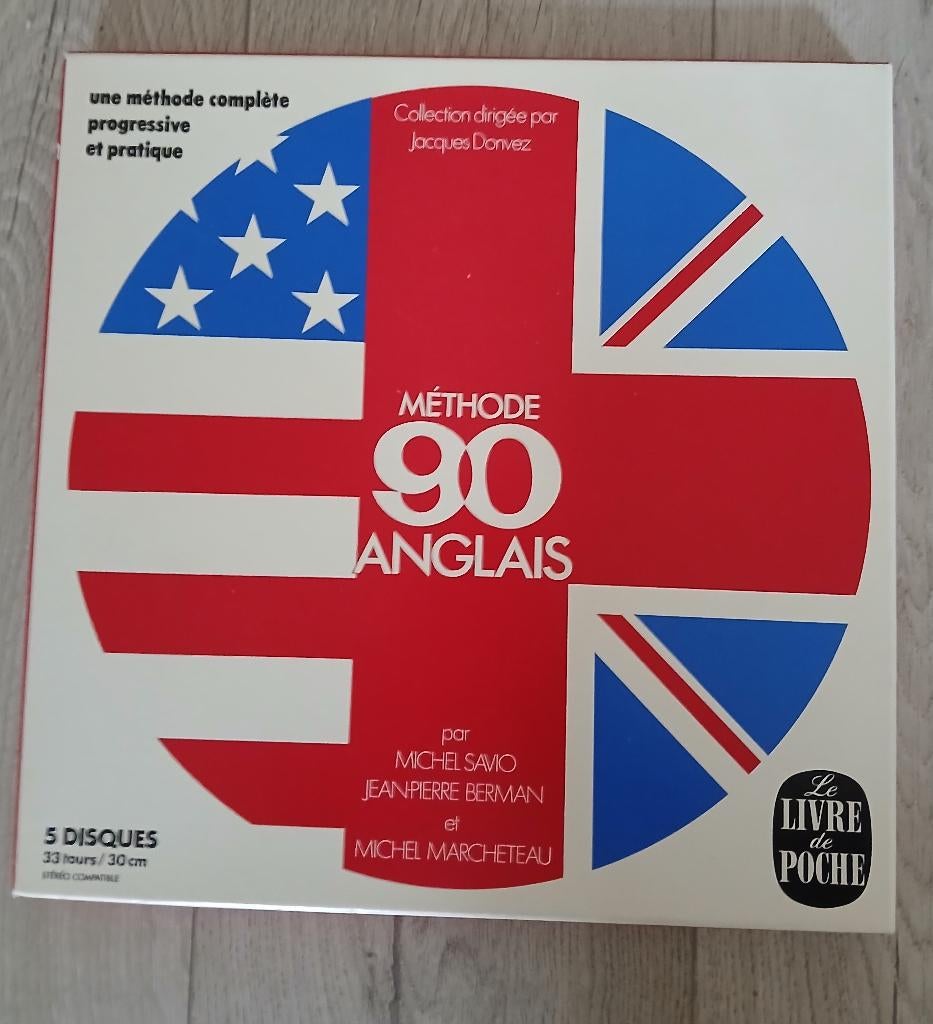 une méthode complète
progressive
et pratique
Collection dirigée par
Jacques Donvez
MÉTHODE
90
ANGLAIS
par
MICHEL SAVIO
JEAN-PIERRE BERMAN
et
MICHEL MARCHETEAU
5 DISQUES
33 tours / 30 cm
STÉRÉO COMPATIBLE
Le
LIVRE
de
POCHE